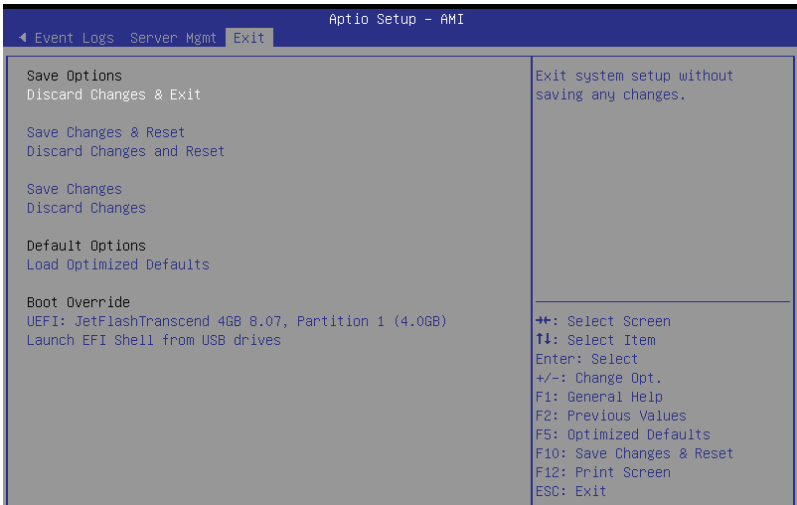 Aptio Setup – AMI
Event Logs Server Mgmt Exit
Save Options
Discard Changes & Exit
Save Changes & Reset
Discard Changes and Reset
Save Changes
Discard Changes
Default Options
Load Optimized Defaults
Boot Override
UEFI: JetFlashTranscend 4GB 8.07, Partition 1 (4.0GB)
Launch EFI Shell from USB drives
Exit system setup without
saving any changes.
→←: Select Screen
↑↓: Select Item
Enter: Select
+/-: Change Opt.
F1: General Help
F2: Previous Values
F5: Optimized Defaults
F10: Save Changes & Reset
F12: Print Screen
ESC: Exit